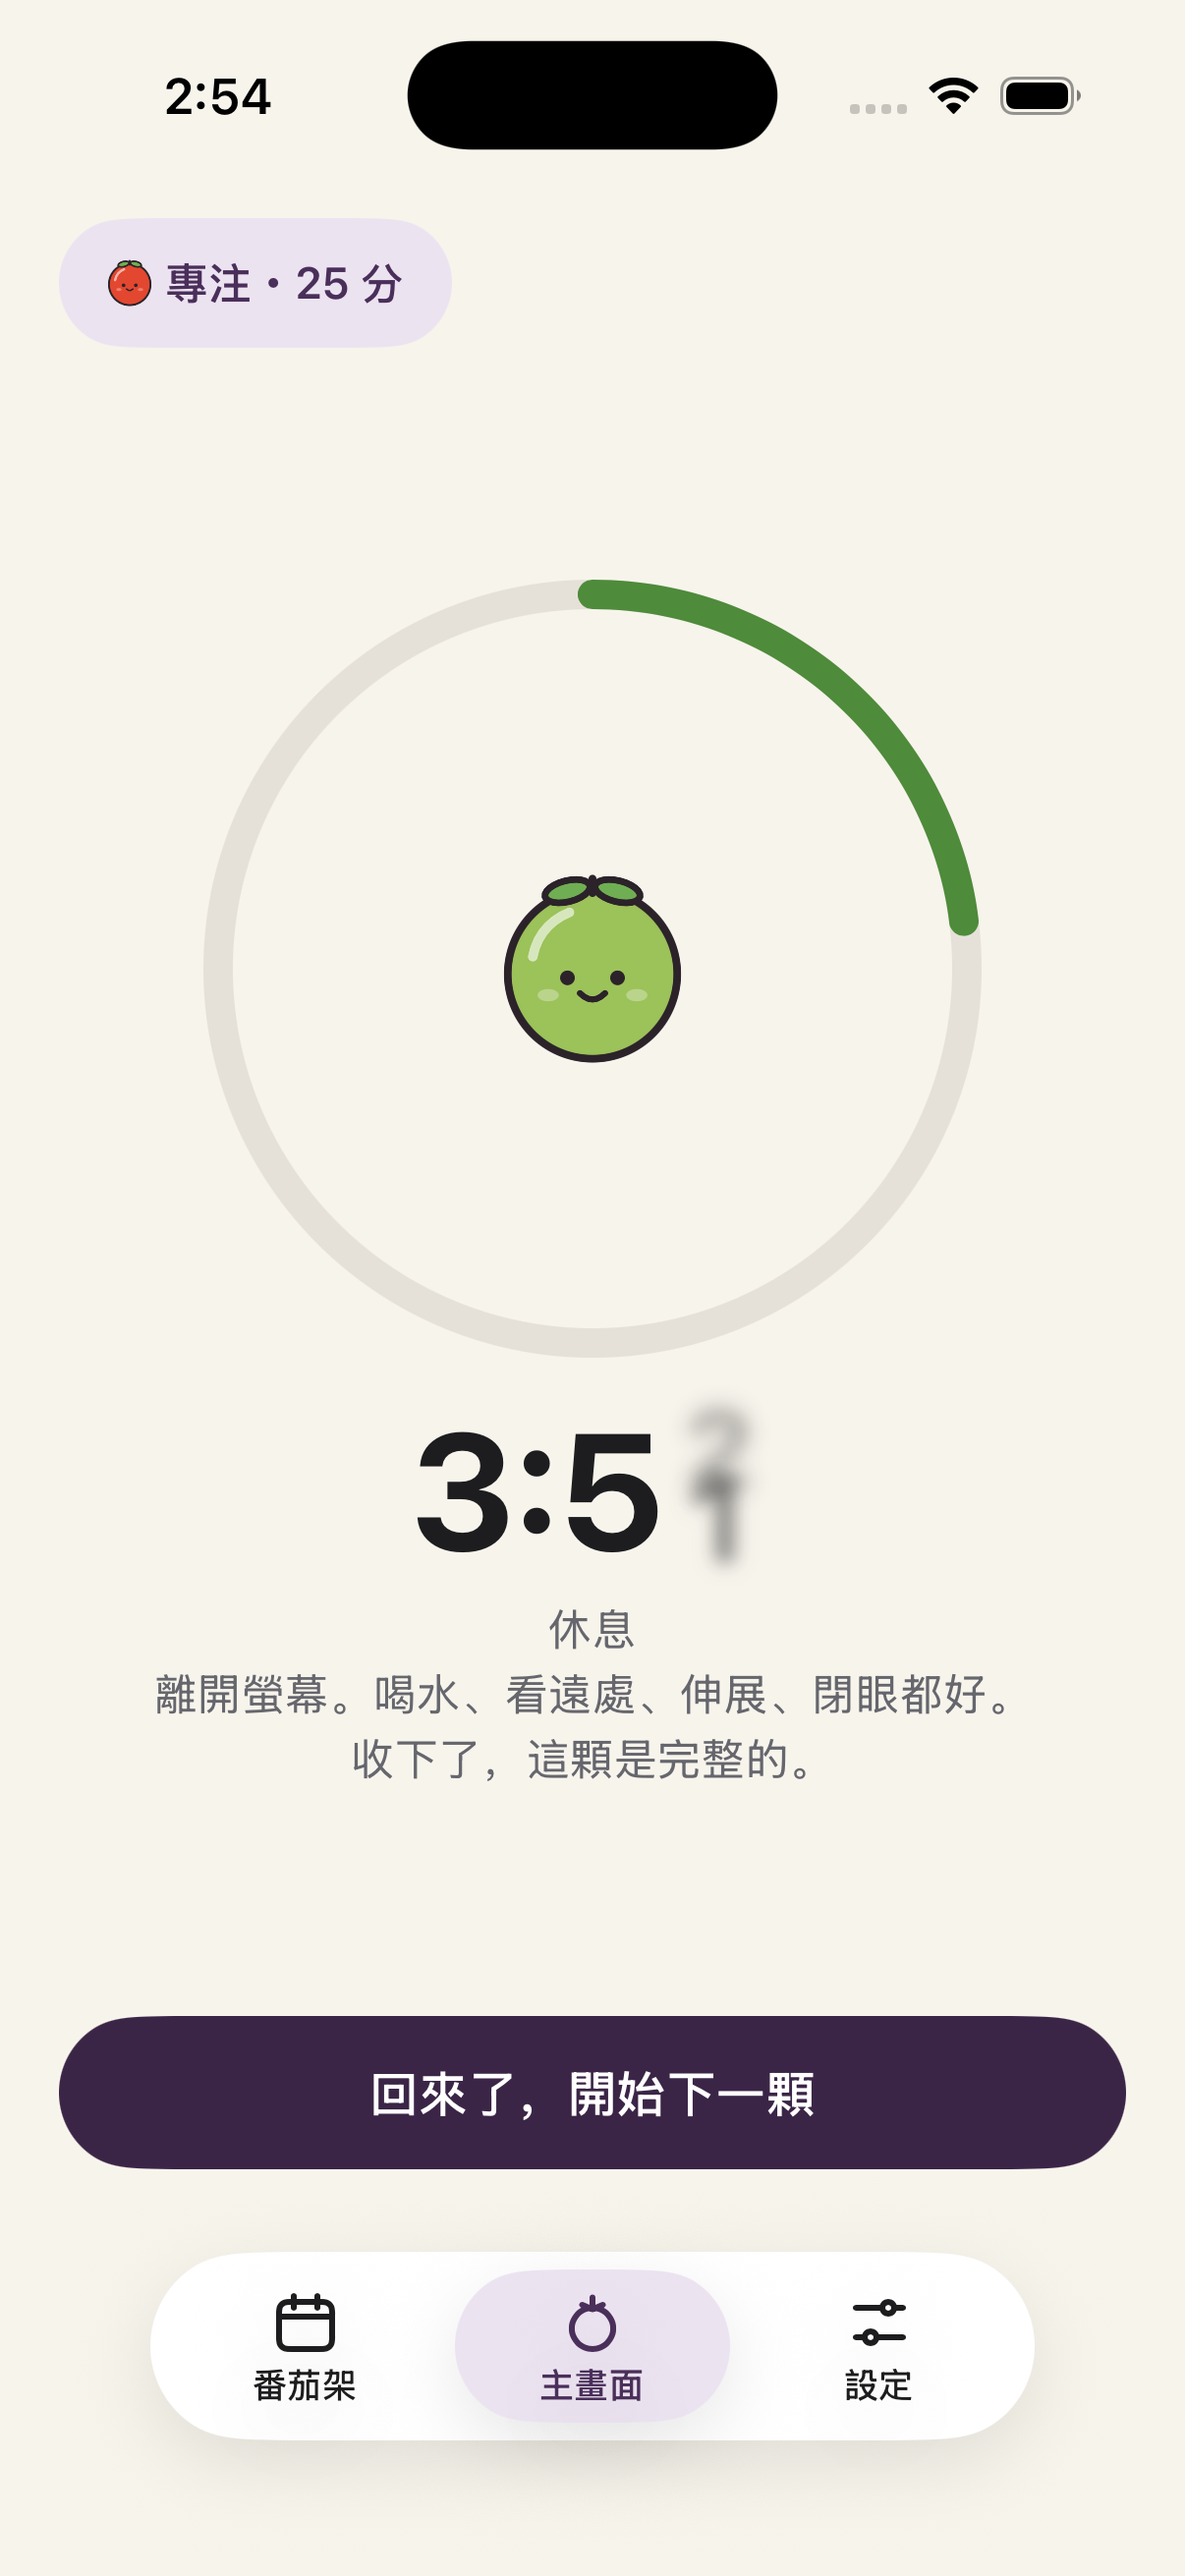 2:54
專注・25 分
3:5
休息
離開螢幕。喝水、看遠處、伸展、閉眼都好。
收下了，這顆是完整的。
回來了，開始下一顆
番茄架
主畫面
設定